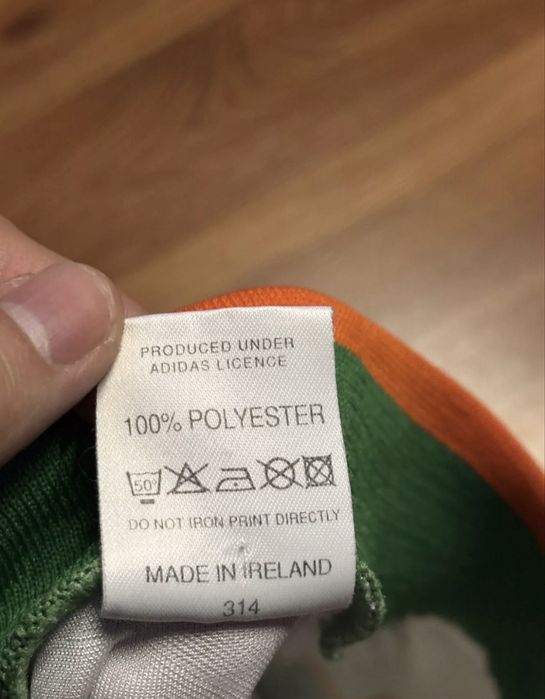 PRODUCED UNDER
ADIDAS LICENCE
100% POLYESTER
50°
DO NOT IRON PRINT DIRECTLY
MADE IN IRELAND
314